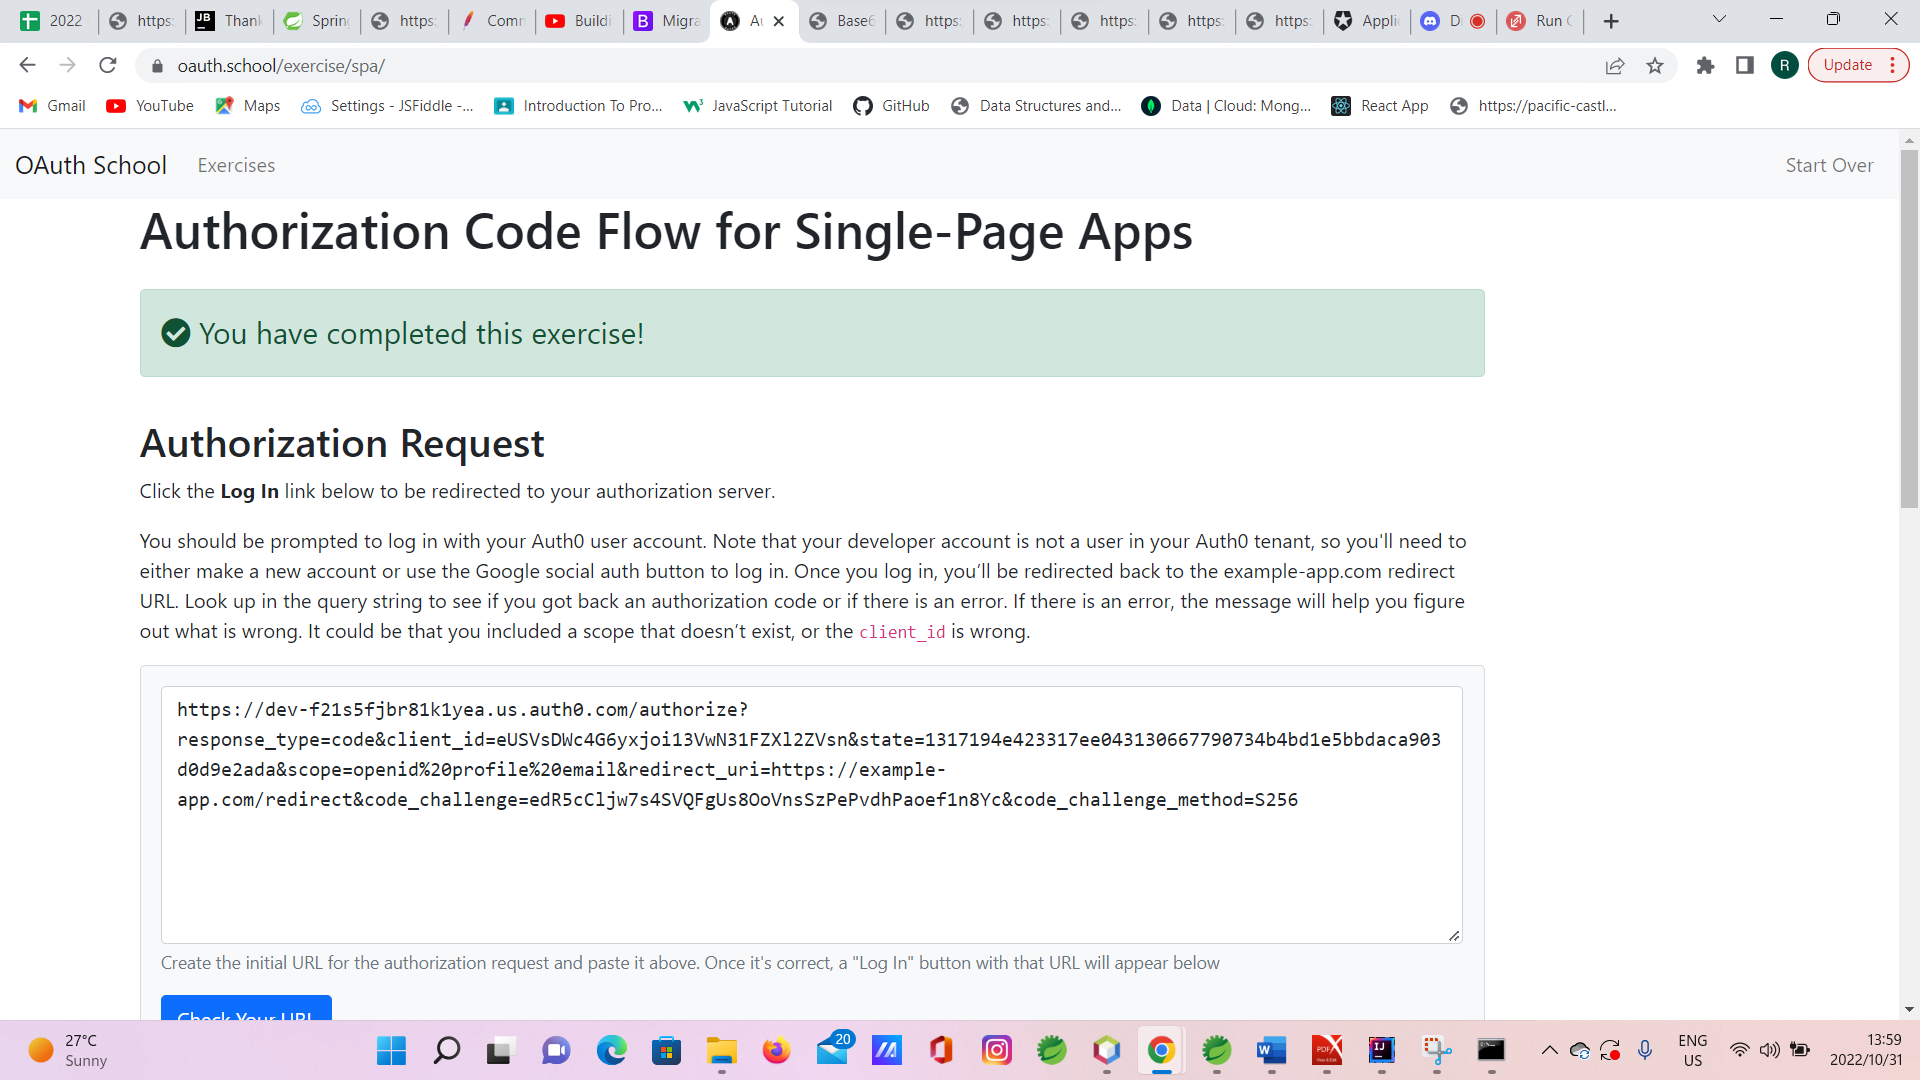 2022 https: Thank Spring https: Comm Buildi Migra Au Base6 https: https: https: https: https: Applic Di Run C
oauth.school/exercise/spa/
R Update
Gmail YouTube Maps Settings - JSFiddle -... Introduction To Pro... JavaScript Tutorial GitHub Data Structures and... Data | Cloud: Mong... React App https://pacific-castl...
OAuth School Exercises Start Over
Authorization Code Flow for Single-Page Apps
You have completed this exercise!
Authorization Request
Click the Log In link below to be redirected to your authorization server.
You should be prompted to log in with your Auth0 user account. Note that your developer account is not a user in your Auth0 tenant, so you'll need to
either make a new account or use the Google social auth button to log in. Once you log in, you'll be redirected back to the example-app.com redirect
URL. Look up in the query string to see if you got back an authorization code or if there is an error. If there is an error, the message will help you figure
out what is wrong. It could be that you included a scope that doesn't exist, or the client_id is wrong.
https://dev-f21s5fjbr81k1yea.us.auth0.com/authorize?
response_type=code&client_id=eUSVsDWc4G6yxjoi13VwN31FZXl2ZVsn&state=1317194e423317ee043130667790734b4bd1e5bbdaca903
d0d9e2ada&scope=openid%20profile%20email&redirect_uri=https://example-
app.com/redirect&code_challenge=edR5cCljw7s4SVQFgUs8OoVnsSzPePvdhPaoef1n8Yc&code_challenge_method=S256
Create the initial URL for the authorization request and paste it above. Once it's correct, a "Log In" button with that URL will appear below
Check Your URL
27°C
Sunny
20
ENG
US
13:59
2022/10/31